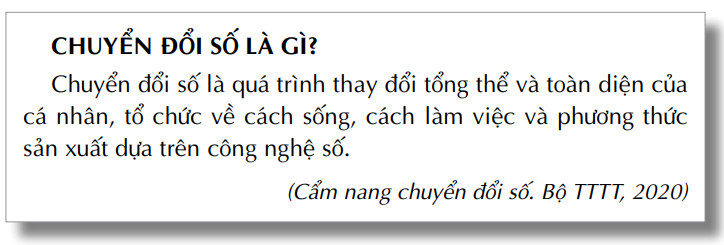 CHUYỂN ĐỔI SỐ LÀ GÌ?
Chuyển đổi số là quá trình thay đổi tổng thể và toàn diện của
cá nhân, tổ chức về cách sống, cách làm việc và phương thức
sản xuất dựa trên công nghệ số.
(Cẩm nang chuyển đổi số. Bộ TTTT, 2020)